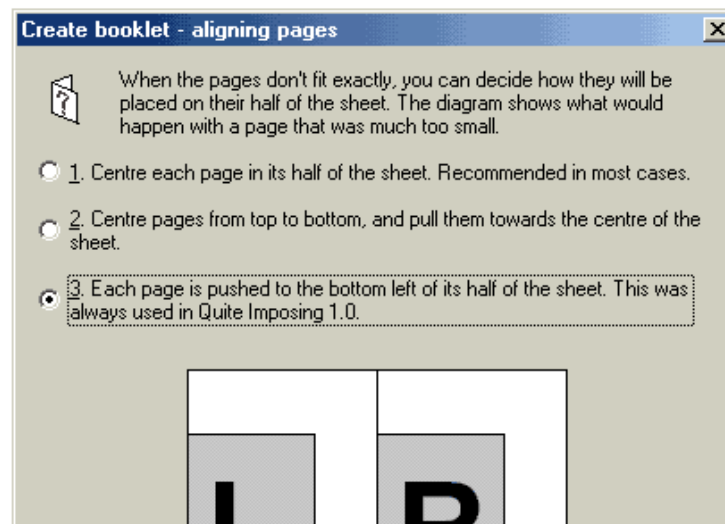 Create booklet - aligning pages
When the pages don't fit exactly, you can decide how they will be
placed on their half of the sheet. The diagram shows what would
happen with a page that was much too small.
1. Centre each page in its half of the sheet. Recommended in most cases.
2. Centre pages from top to bottom, and pull them towards the centre of the
sheet.
3. Each page is pushed to the bottom left of its half of the sheet. This was
always used in Quite Imposing 1.0.
L R